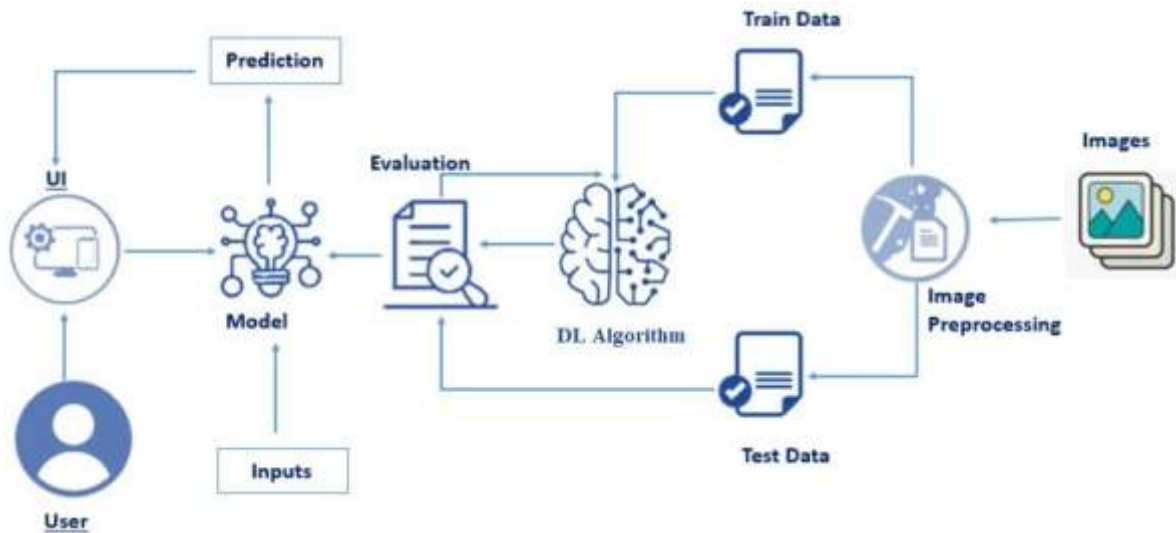 Train Data
Prediction
Images
Evaluation
UI
Image
Preprocessing
Model
DL Algorithm
Test Data
Inputs
User